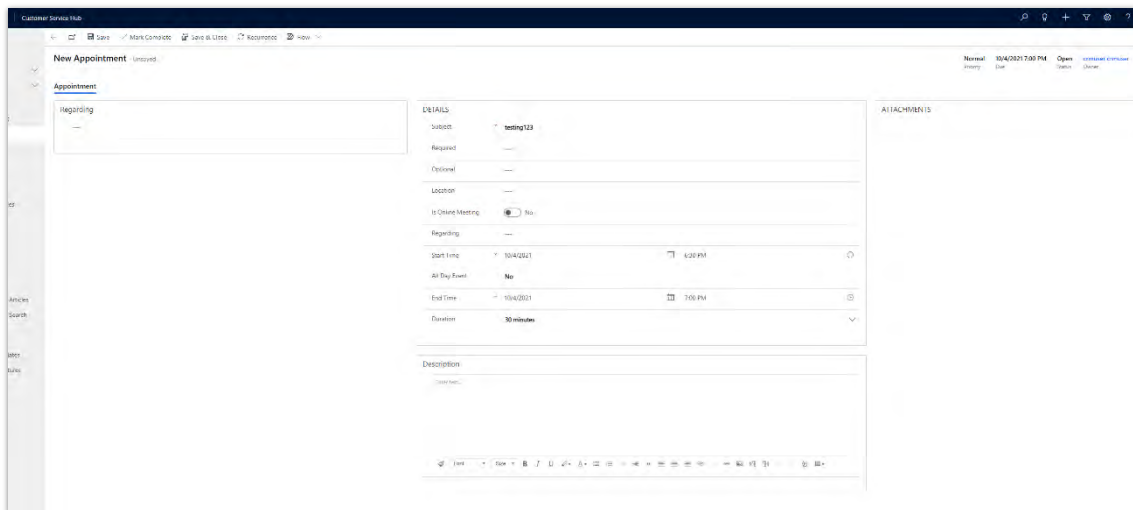 Customer Service Hub
?
Save Mark Complete Save & Close Recurrence Flow
New Appointment - Unsaved
Normal 10/4/2021 7:00 PM Open
Priority Due Status Owner
Appointment
Regarding
---
DETAILS
Subject * testing123
Required ---
Optional ---
Location ---
Is Online Meeting No
Regarding ---
Start Time * 10/4/2021 6:30 PM
All Day Event No
End Time * 10/4/2021 7:00 PM
Duration 30 minutes
Description
Font Size B I U
ATTACHMENTS
Articles
Search